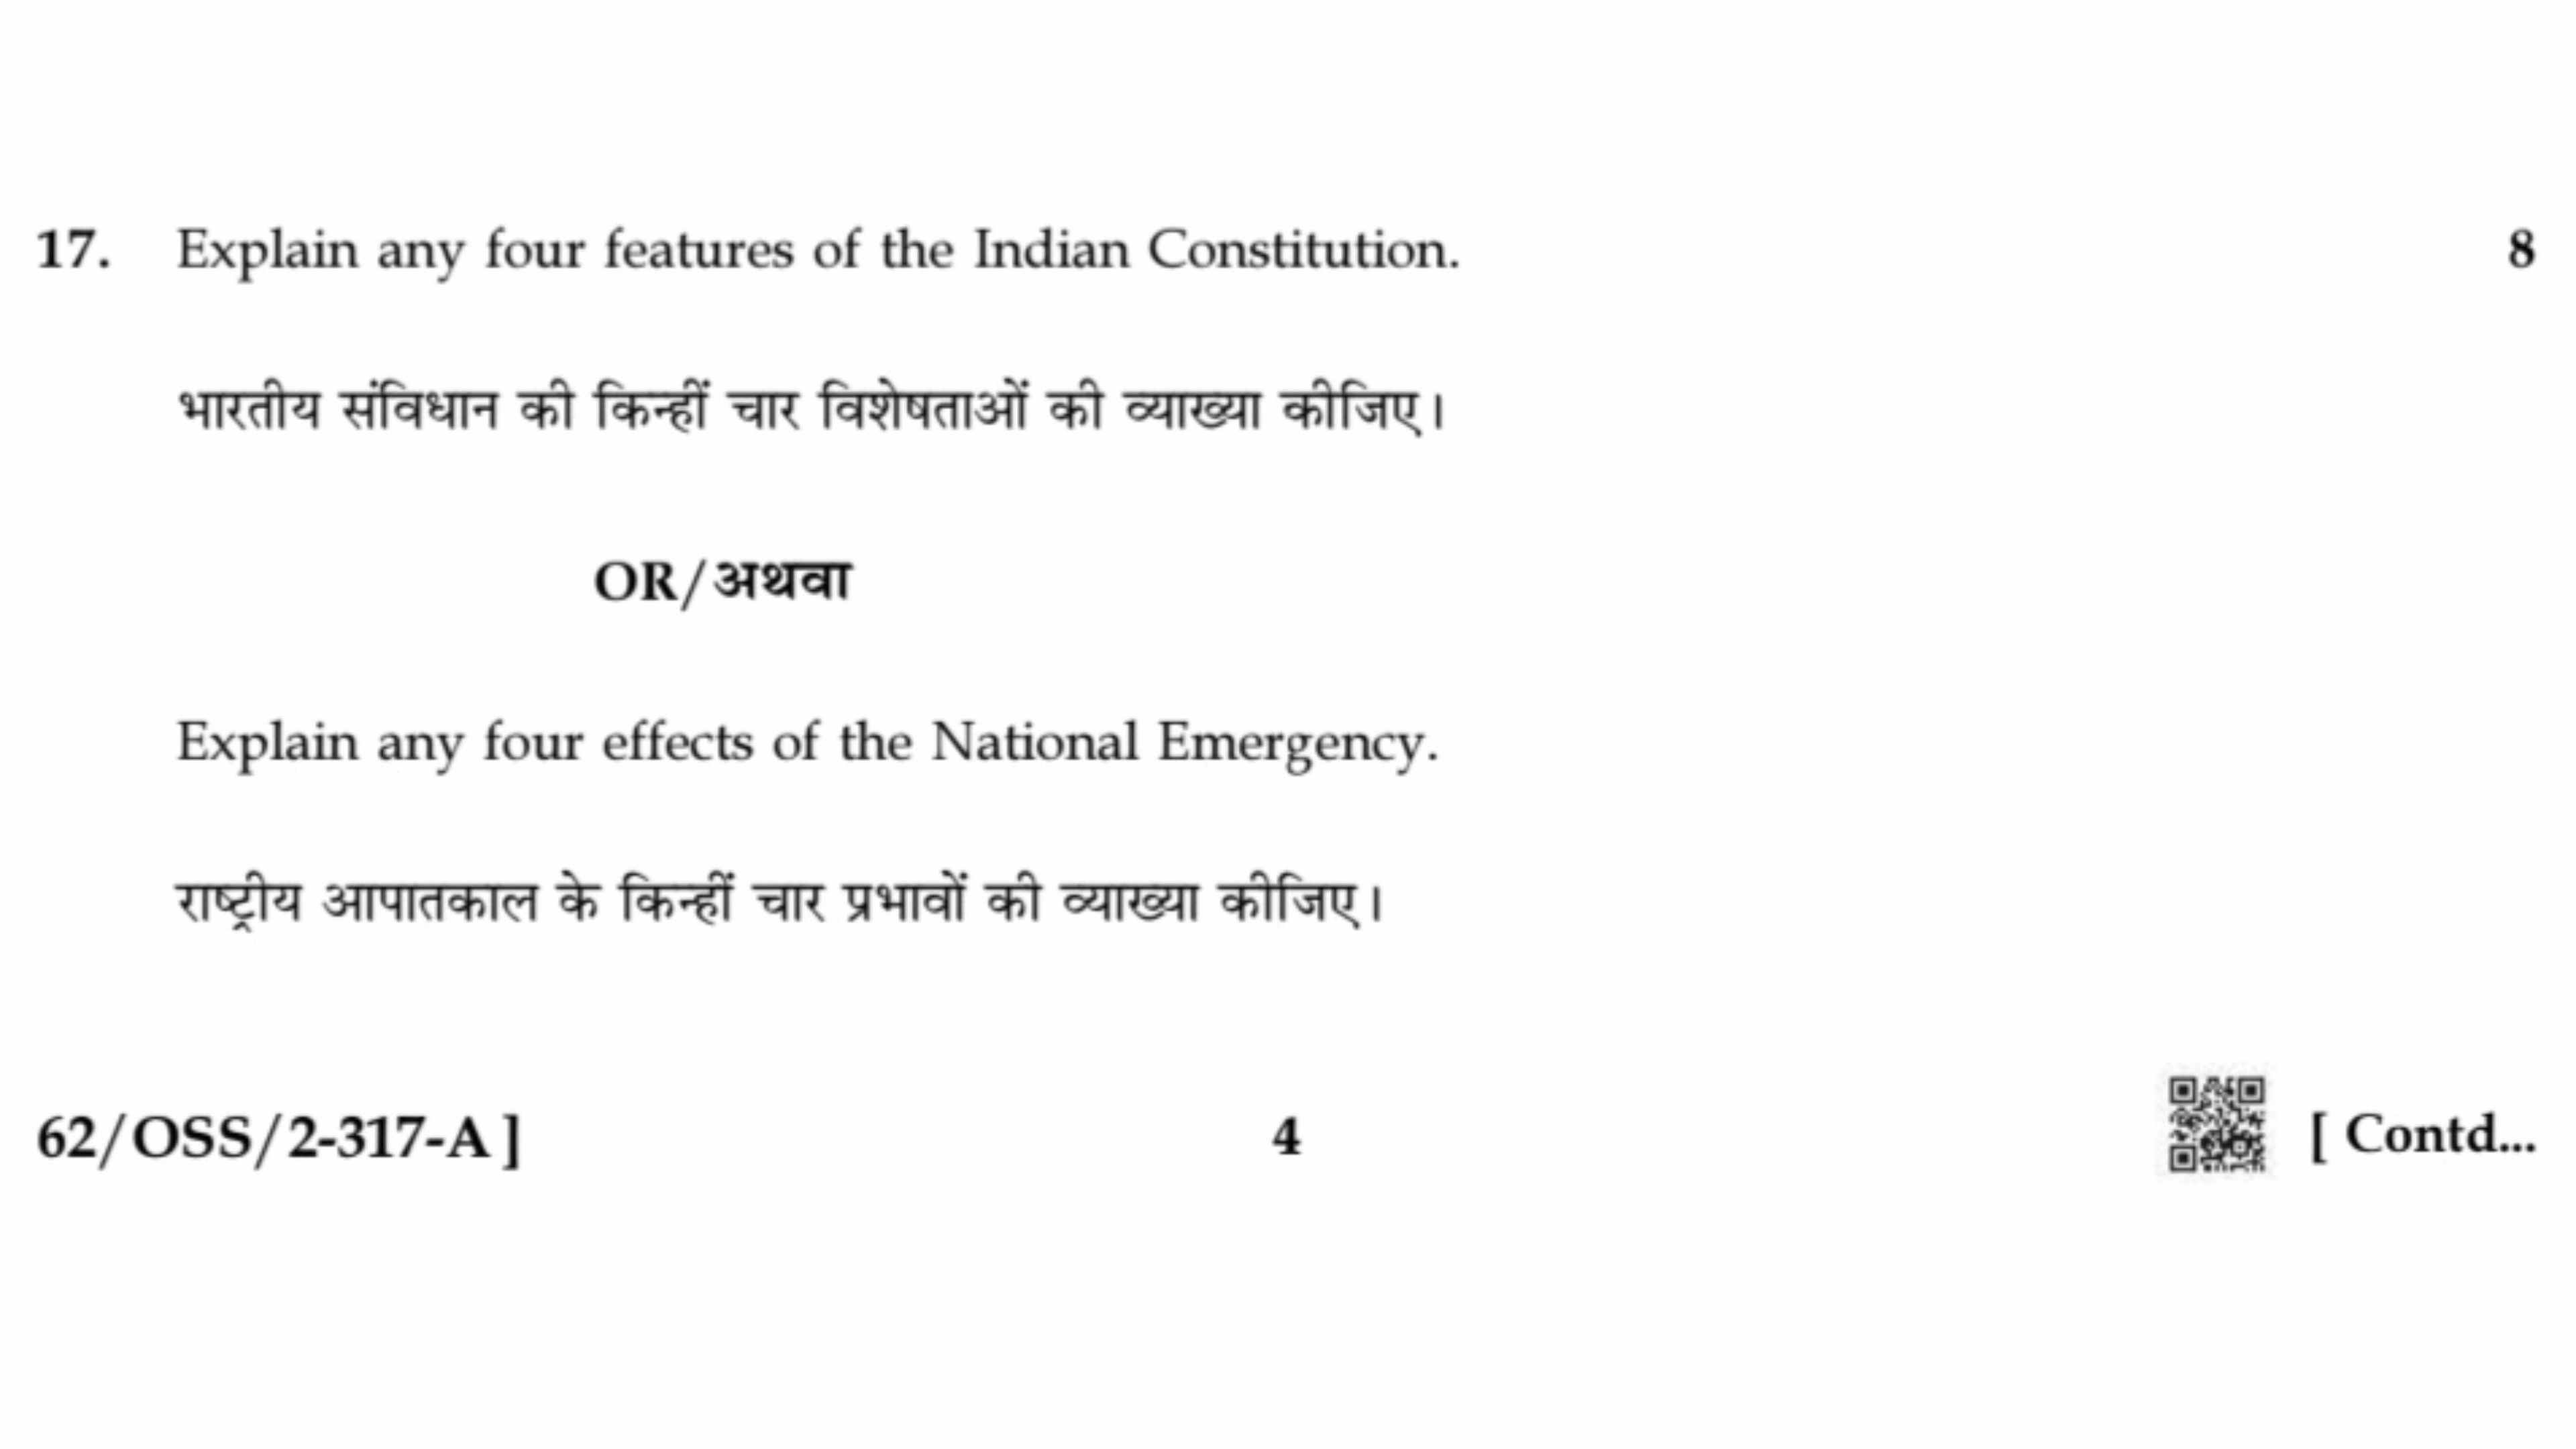 17. Explain any four features of the Indian Constitution. 8
भारतीय संविधान की किन्हीं चार विशेषताओं की व्याख्या कीजिए।
OR/अथवा
Explain any four effects of the National Emergency.
राष्ट्रीय आपातकाल के किन्हीं चार प्रभावों की व्याख्या कीजिए।
62/OSS/2-317-A ] 4 [ Contd...